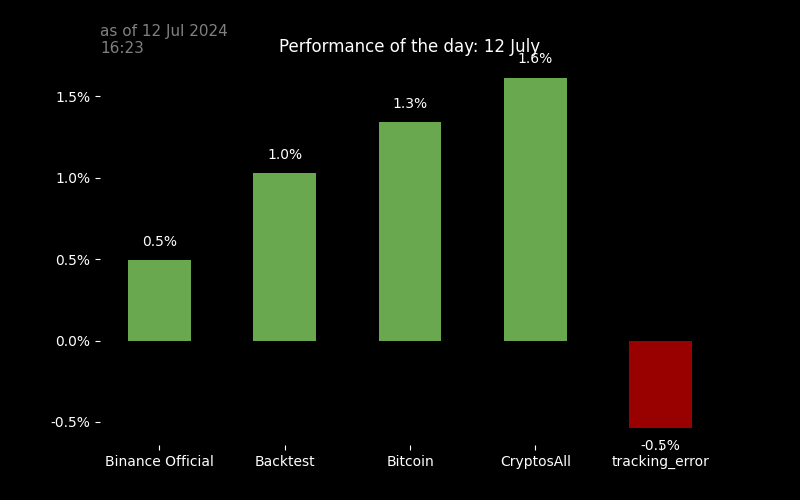 as of 12 Jul 2024
16:23
Performance of the day: 12 July
1.6%
1.5%
1.3%
1.0%
1.0%
0.5%
0.5%
0.0%
-0.5%
-0.5%
Binance Official
Backtest
Bitcoin
CryptosAll
tracking_error